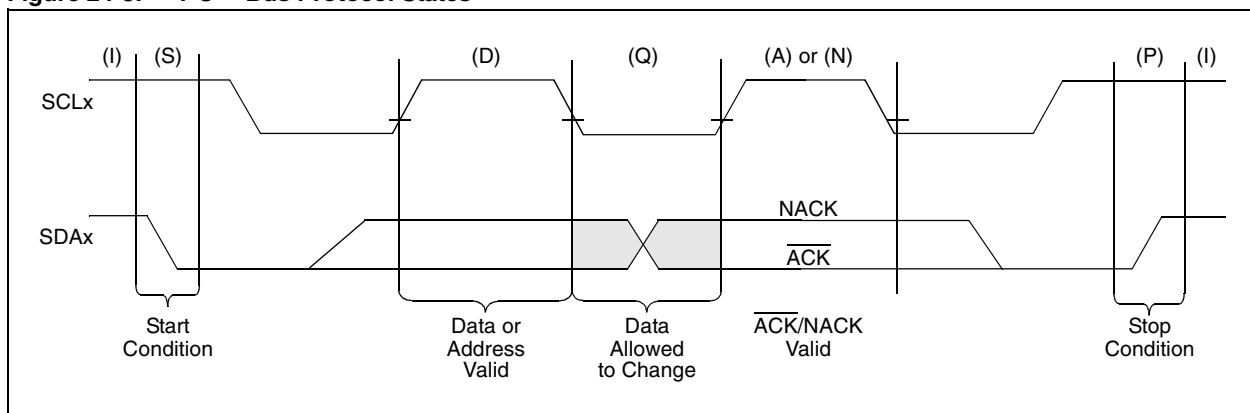 (I) (S) (D) (Q) (A) or (N) (P) (I)
SCLx
NACK
SDAx
ACK
Start
Condition
Data or
Address
Valid
Data
Allowed
to Change
ACK/NACK
Valid
Stop
Condition